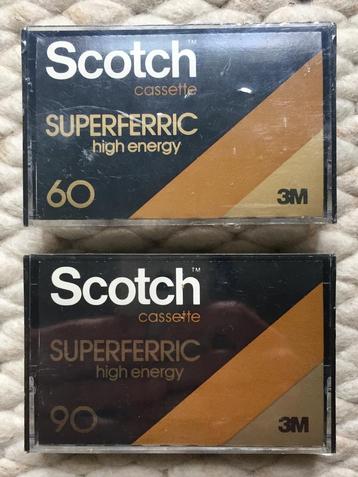 Scotch™
cassette
SUPERFERRIC
high energy
60
3M
Scotch™
cassette
SUPERFERRIC
high energy
90
3M